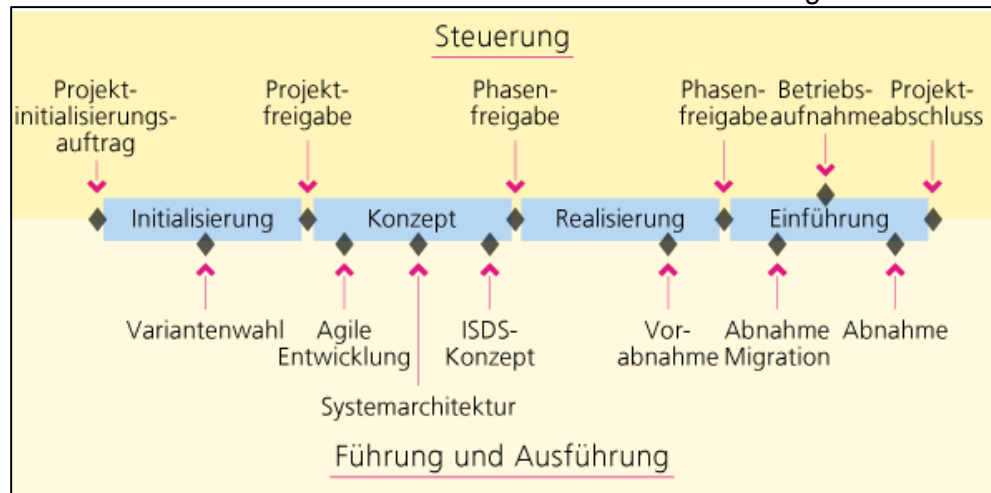 Steuerung
Projekt-
initialisierungs-
auftrag
Projekt-
freigabe
Phasen-
freigabe
Phasen-
freigabe
Betriebs-
aufnahme
Projekt-
abschluss
Initialisierung
Konzept
Realisierung
Einführung
Variantenwahl
Agile
Entwicklung
Systemarchitektur
ISDS-
Konzept
Vor-
abnahme
Abnahme
Migration
Abnahme
Führung und Ausführung